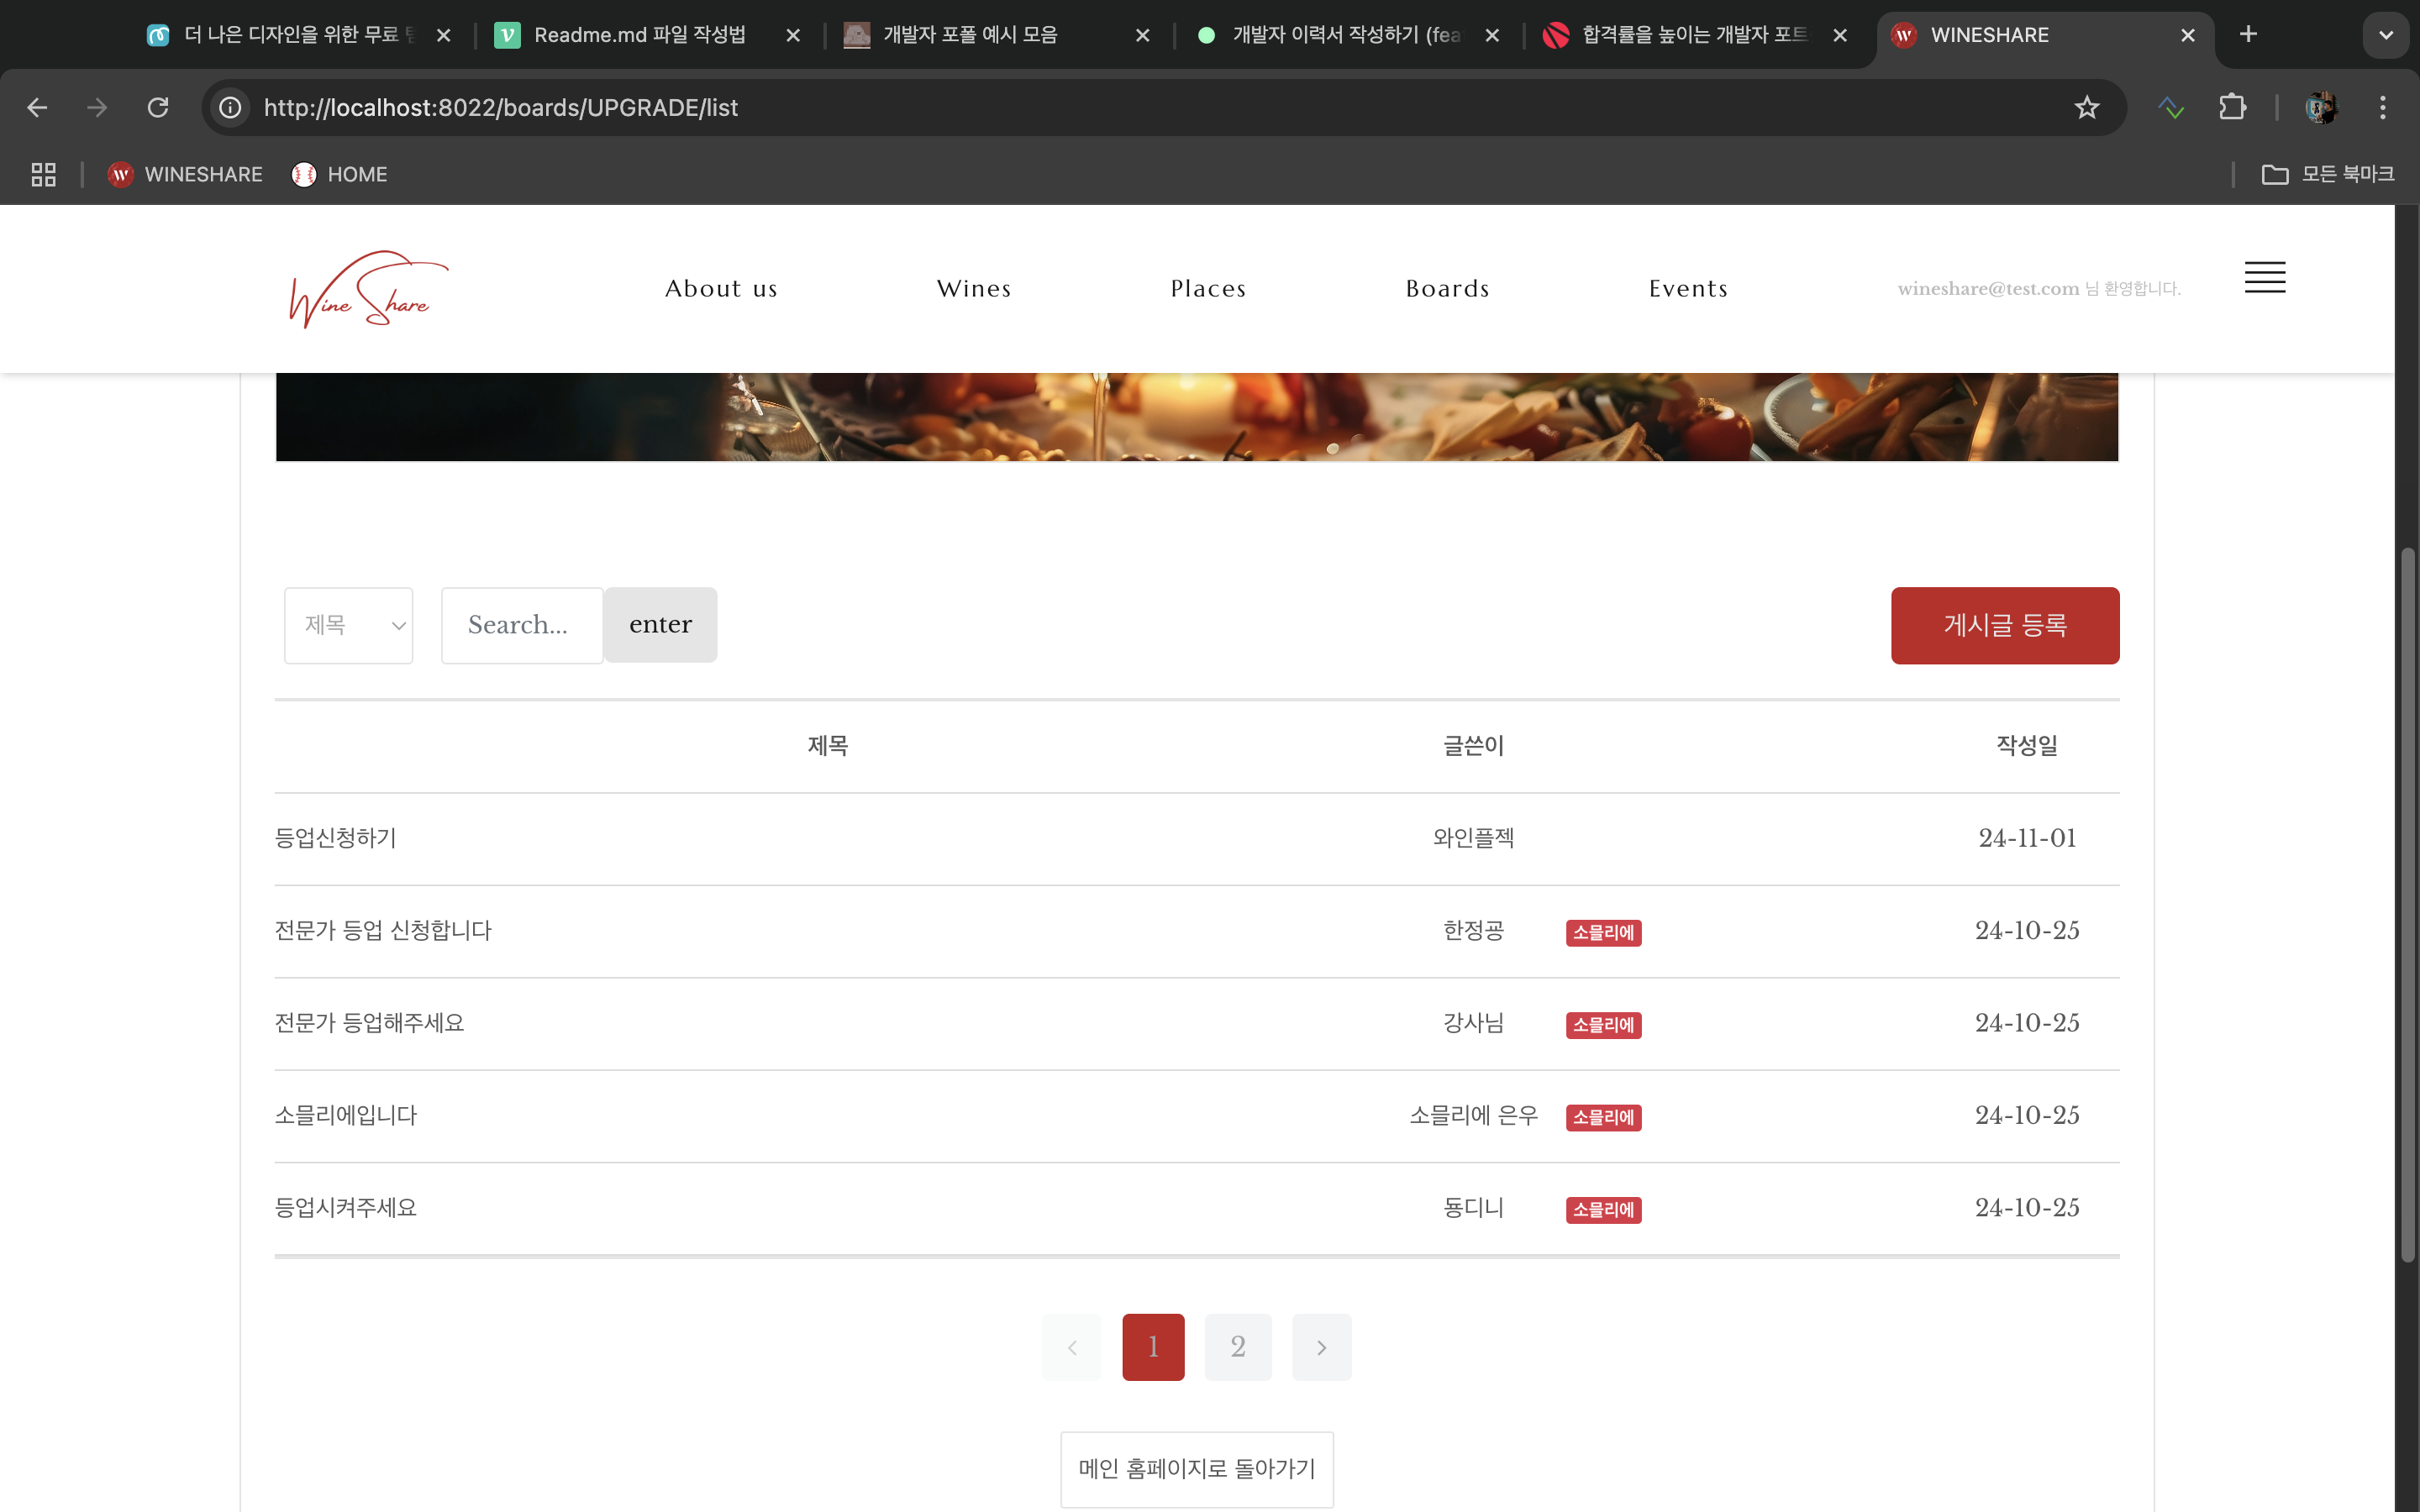 더 나은 디자인을 위한 무료 템
Readme.md 파일 작성법
개발자 포폴 예시 모음
개발자 이력서 작성하기 (fea
합격률을 높이는 개발자 포트
WINESHARE
http://localhost:8022/boards/UPGRADE/list
WINESHARE
HOME
모든 북마크
Wine Share
About us
Wines
Places
Boards
Events
wineshare@test.com 님 환영합니다.
제목
Search...
enter
게시글 등록
제목 글쓴이 작성일
등업신청하기 와인플젝 24-11-01
전문가 등업 신청합니다 한정굥 소믈리에 24-10-25
전문가 등업해주세요 강사님 소믈리에 24-10-25
소믈리에입니다 소믈리에 은우 소믈리에 24-10-25
등업시켜주세요 둉디니 소믈리에 24-10-25
1 2
메인 홈페이지로 돌아가기